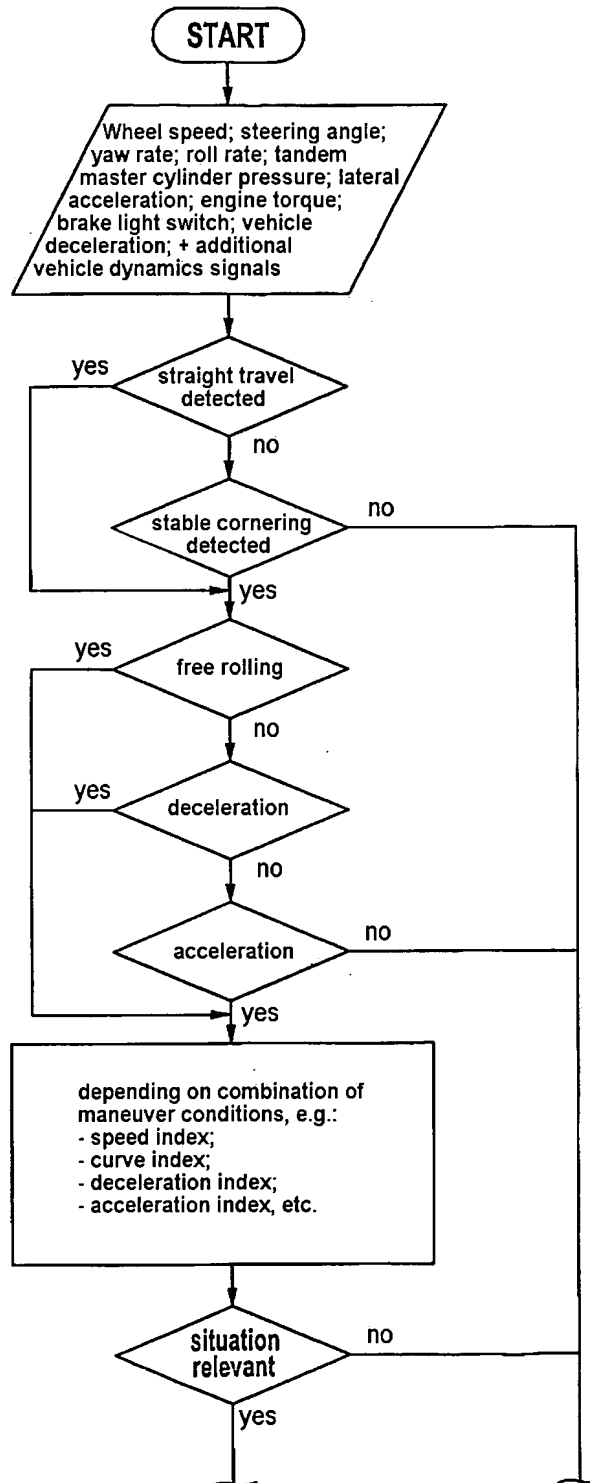 START
Wheel speed; steering angle;
yaw rate; roll rate; tandem
master cylinder pressure; lateral
acceleration; engine torque;
brake light switch; vehicle
deceleration; + additional
vehicle dynamics signals
yes
straight travel
detected
no
stable cornering
detected
no
yes
yes
free rolling
no
yes
deceleration
no
acceleration
no
yes
depending on combination of
maneuver conditions, e.g.:
- speed index;
- curve index;
- deceleration index;
- acceleration index, etc.
situation
relevant
no
yes